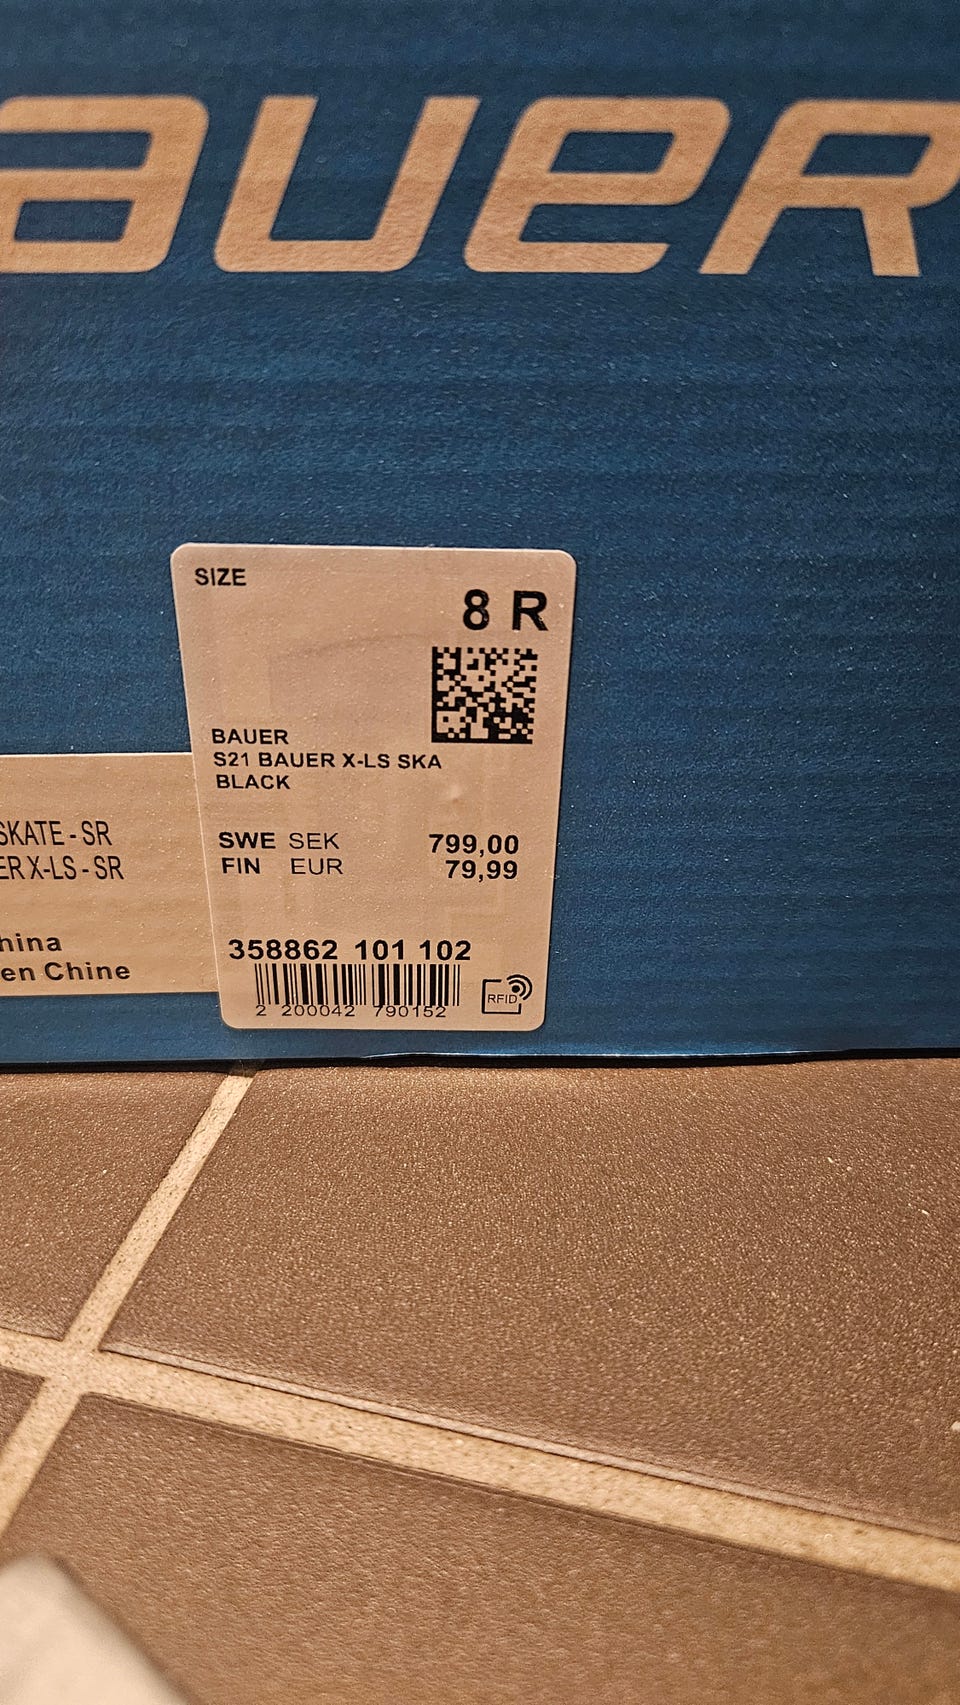 BAUER
SIZE
8 R
BAUER
S21 BAUER X-LS SKA
BLACK
SWE SEK 799,00
FIN EUR 79,99
358862 101 102
2 200042 790152
RFID
SKATE - SR
ER X-LS - SR
hina
en Chine